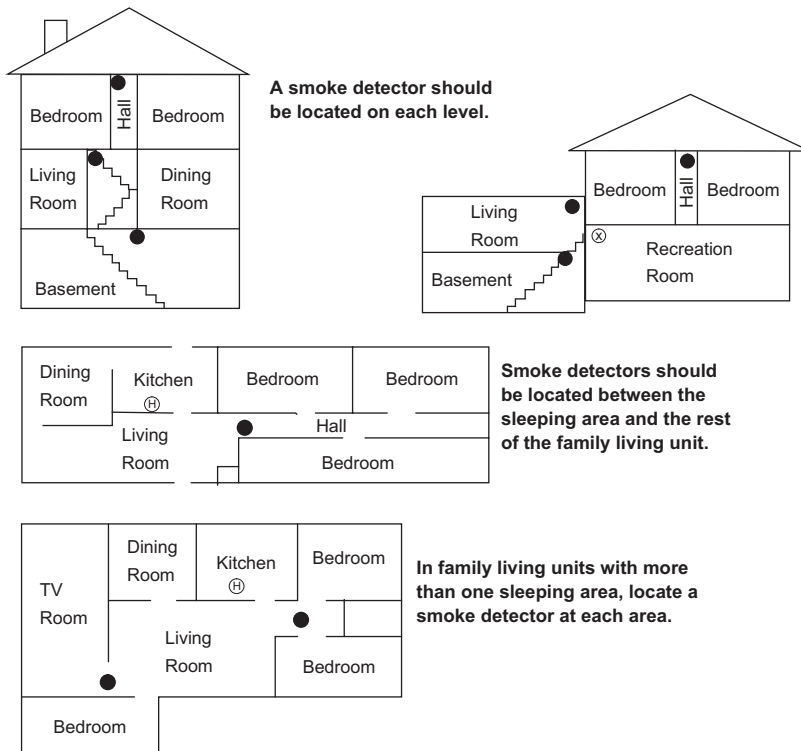 A smoke detector should
be located on each level.
Bedroom
Hall
Bedroom
Living
Room
Dining
Room
Basement
Bedroom
Hall
Bedroom
Living
Room
X
Recreation
Room
Basement
Dining
Room
Kitchen
H
Bedroom
Bedroom
Living
Room
Hall
Bedroom
Smoke detectors should
be located between the
sleeping area and the rest
of the family living unit.
TV
Room
Dining
Room
Kitchen
H
Bedroom
Living
Room
Bedroom
Bedroom
In family living units with more
than one sleeping area, locate a
smoke detector at each area.